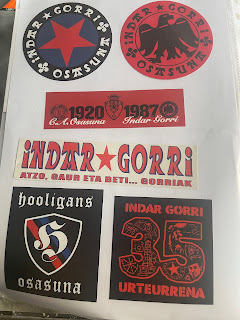 INDAR GORRI
OSASUNA
INDAR GORRI
OSASUNA
1920 1987
C.A. Osasuna Indar Gorri
iNDAR★GORRi
ATZO, GAUR ETA BETI... GORRIAK
hooligans
H
osasuna
INDAR GORRI
35
URTEURRENA